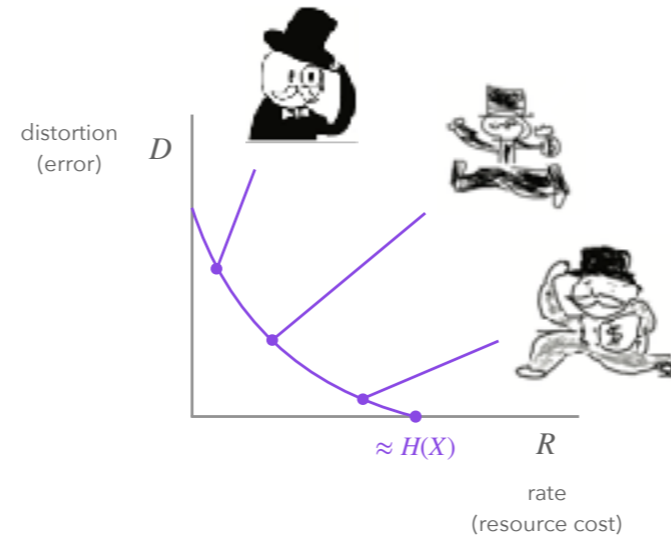 distortion
(error)
D
$
≈ H(X)
R
rate
(resource cost)